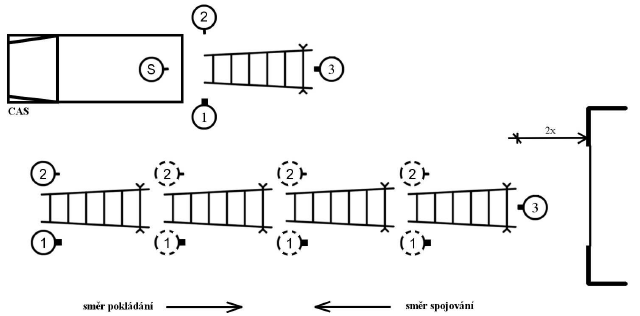 2
S
3
CAS
1
2x
2 2 2 2
3
1 1 1 1
směr pokládání
směr spojování